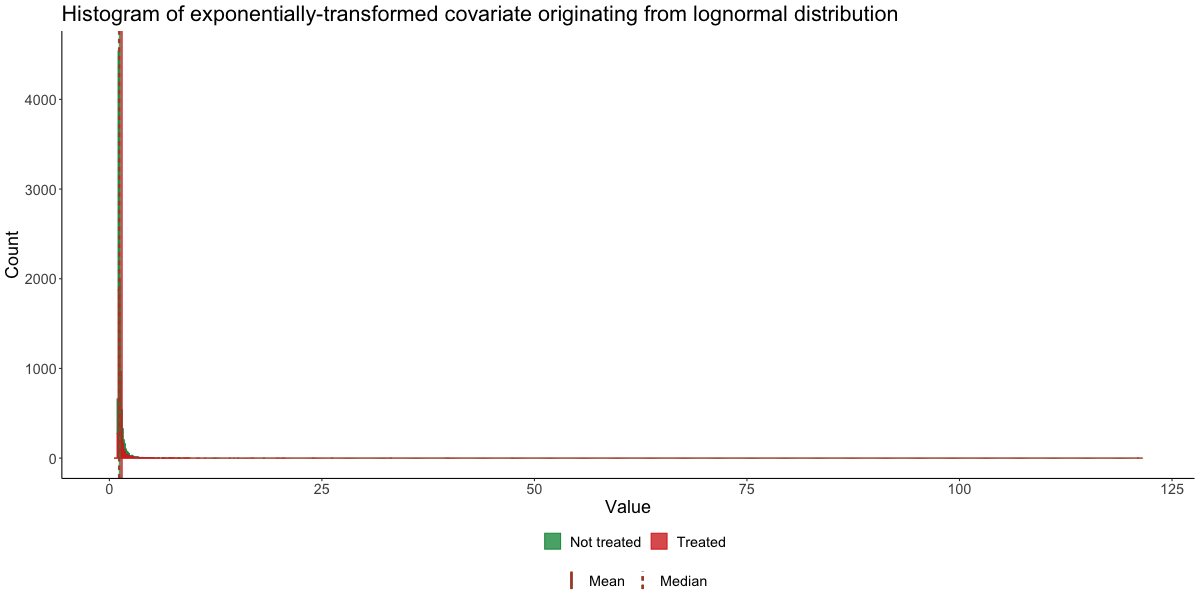 Histogram of exponentially-transformed covariate originating from lognormal distribution
Count
4000
3000
2000
1000
0
0 25 50 75 100 125
Value
Not treated Treated
Mean Median